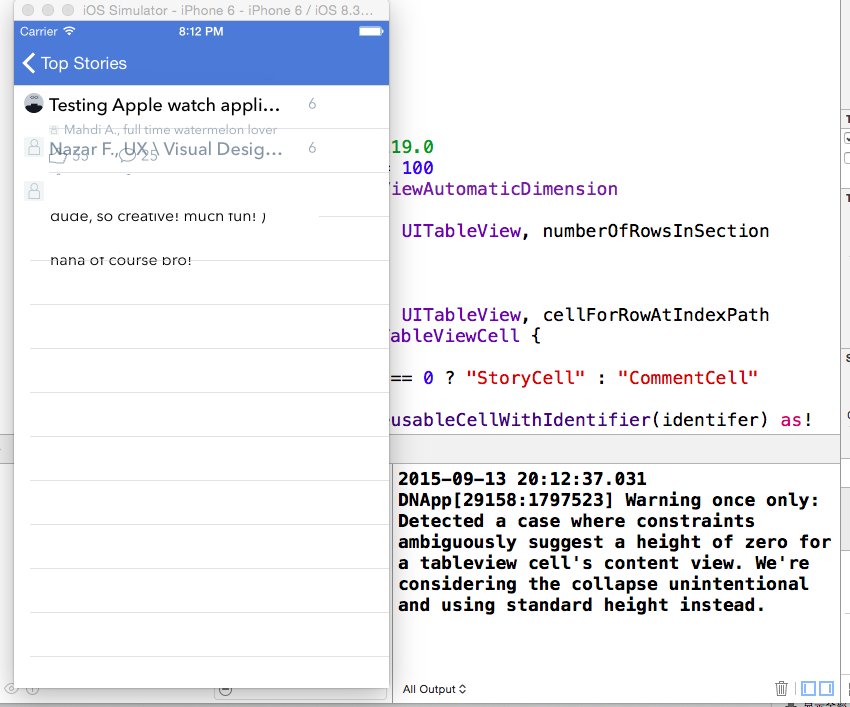 iOS Simulator - iPhone 6 - iPhone 6 / iOS 8.3...
Carrier
8:12 PM
Top Stories
Testing Apple watch appli...
6
Mahdi A., full time watermelon lover
Nazar F., UX \ Visual Desig...
6
55
25
dude, so creative! much fun! )
haha of course bro!
19.0
= 100
iewAutomaticDimension
UITableView, numberOfRowsInSection
UITableView, cellForRowAtIndexPath
ableViewCell {
== 0 ? "StoryCell" : "CommentCell"
usableCellWithIdentifier(identifer) as!
2015-09-13 20:12:37.031
DNApp[29158:1797523] Warning once only:
Detected a case where constraints
ambiguously suggest a height of zero for
a tableview cell's content view. We're
considering the collapse unintentional
and using standard height instead.
All Output